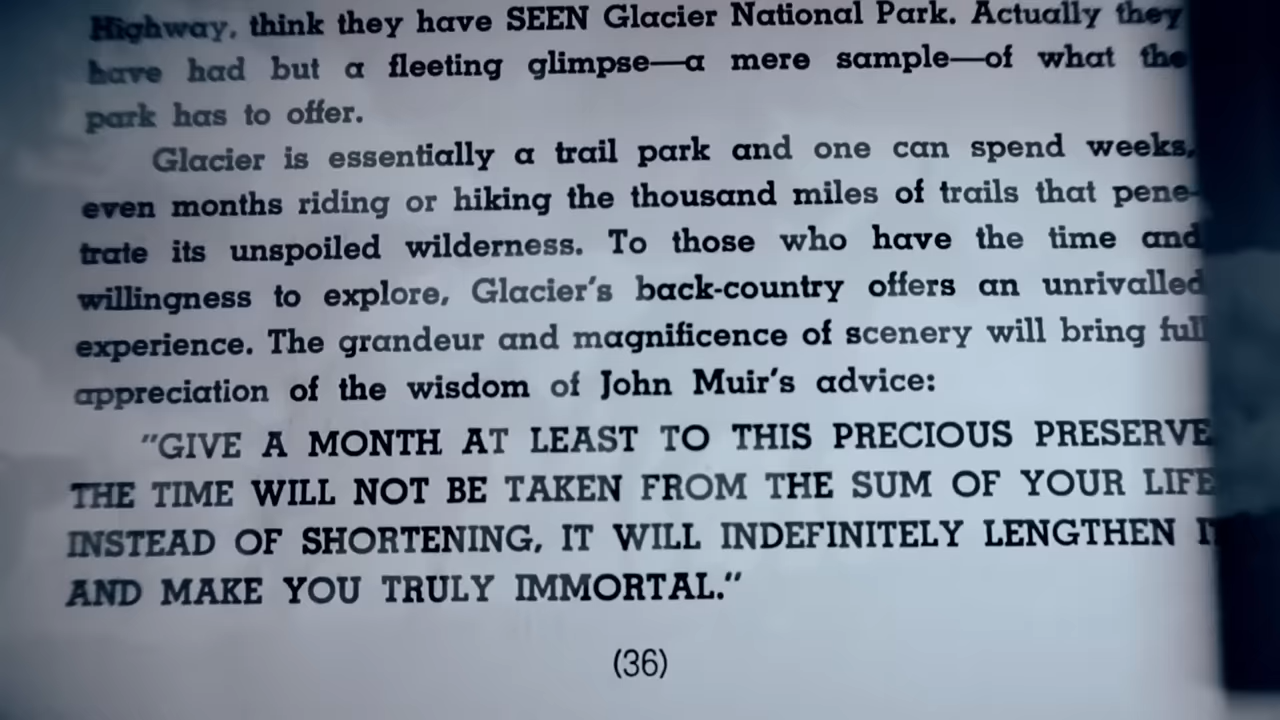 Highway, think they have SEEN Glacier National Park. Actually they
have had but a fleeting glimpse—a mere sample—of what the
park has to offer.
Glacier is essentially a trail park and one can spend weeks,
even months riding or hiking the thousand miles of trails that pene-
trate its unspoiled wilderness. To those who have the time and
willingness to explore, Glacier's back-country offers an unrivalled
experience. The grandeur and magnificence of scenery will bring full
appreciation of the wisdom of John Muir's advice:
"GIVE A MONTH AT LEAST TO THIS PRECIOUS PRESERVE
THE TIME WILL NOT BE TAKEN FROM THE SUM OF YOUR LIFE
INSTEAD OF SHORTENING, IT WILL INDEFINITELY LENGTHEN IT
AND MAKE YOU TRULY IMMORTAL."
(36)